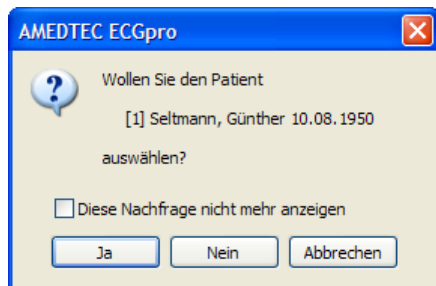 AMEDTEC ECGpro
Wollen Sie den Patient
[1] Seltmann, Günther 10.08.1950
auswählen?
Diese Nachfrage nicht mehr anzeigen
Ja Nein Abbrechen